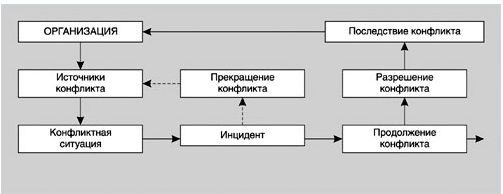 ОРГАНИЗАЦИЯ
Последствие конфликта
Источники
конфликта
Прекращение
конфликта
Разрешение
конфликта
Конфликтная
ситуация
Инцидент
Продолжение
конфликта